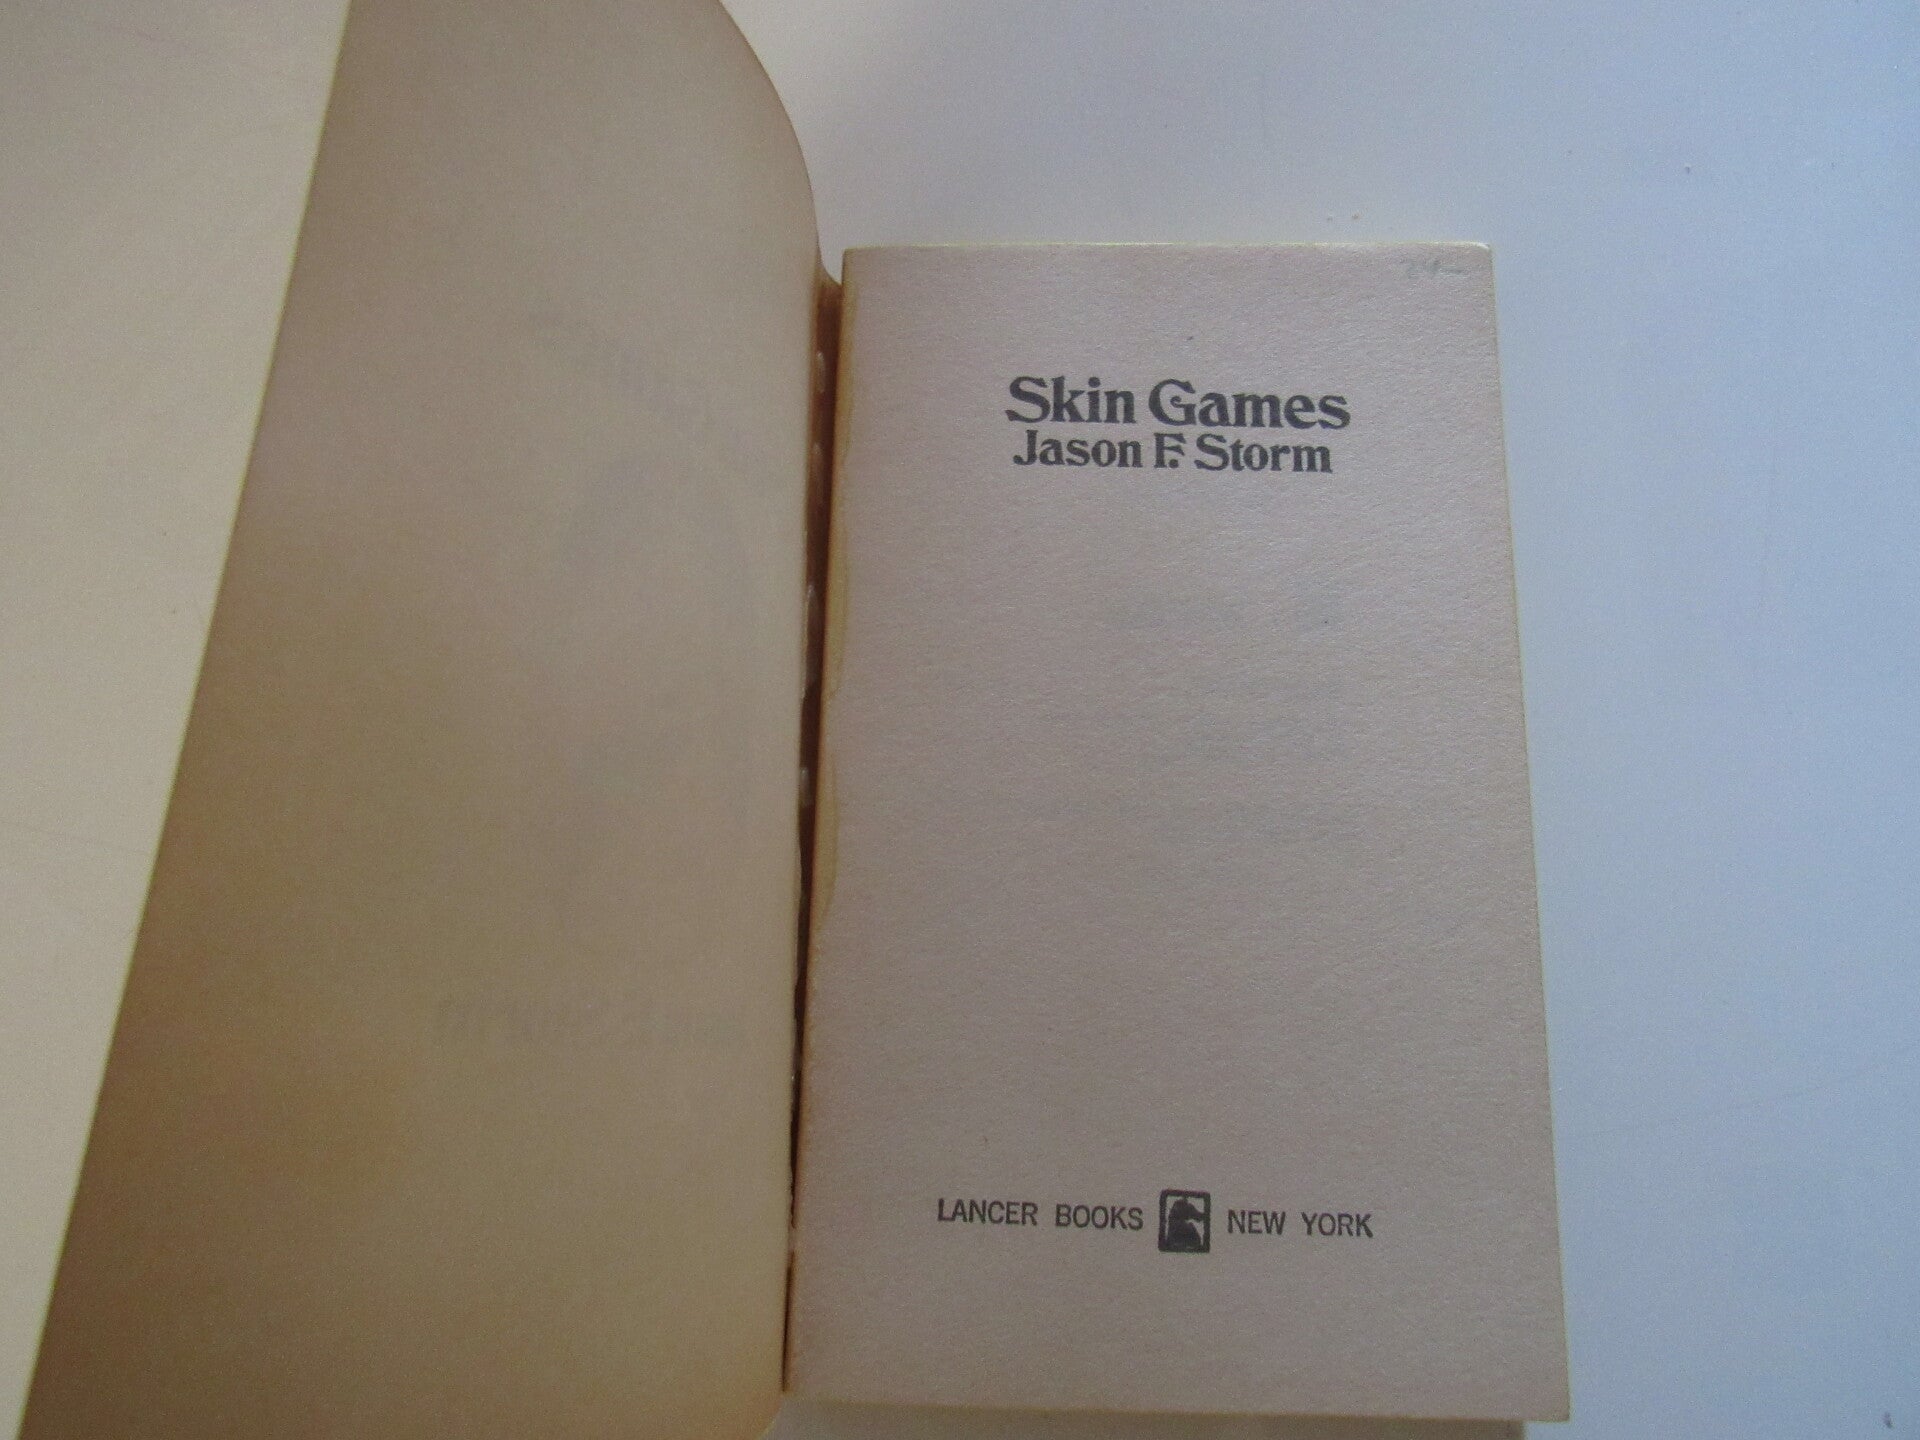 Skin Games
Jason F. Storm
LANCER BOOKS NEW YORK